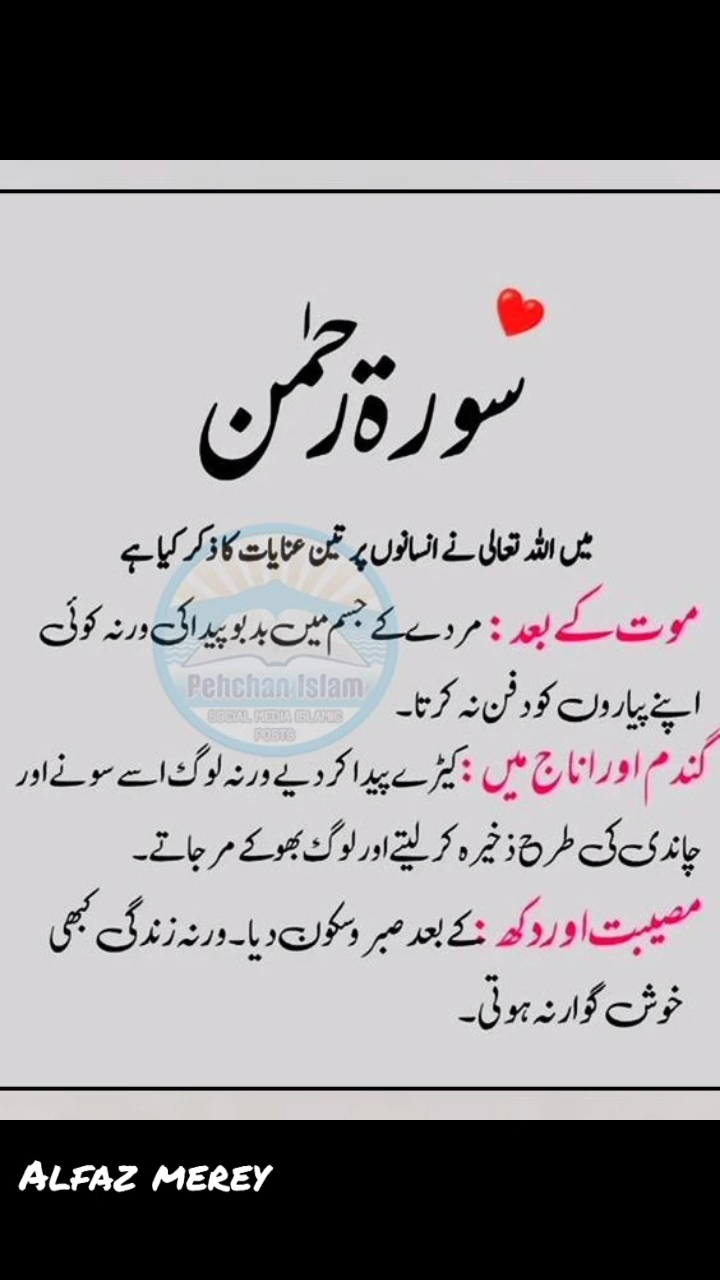 سورۃ رَحمٰن
میں اللہ تعالیٰ نے انسانوں پر تین عنایات کا ذکر کیا ہے
موت کے بعد : مردے کے جسم میں بدبو پیدا کی ورنہ کوئی
اپنے پیاروں کو دفن نہ کرتا۔
گندم اور اناج میں : کیڑے پیدا کر دیے ورنہ لوگ اسے سونے اور
چاندی کی طرح ذخیرہ کر لیتے اور لوگ بھوکے مر جاتے۔
مصیبت اور دکھ : کے بعد صبر و سکون دیا۔ ورنہ زندگی کبھی
خوش گوار نہ ہوتی۔
Pehchan Islam
SOCIAL MEDIA ISLAMIC
POSTS
ALFAZ MEREY